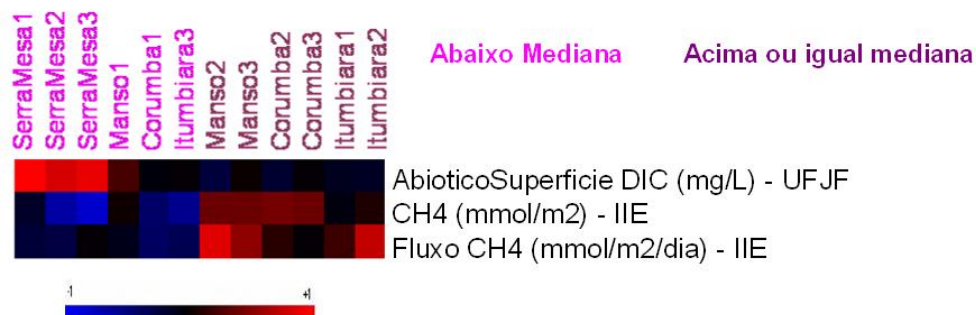 SerraMesa1
SerraMesa2
SerraMesa3
Manso1
Corumba1
Itumbiara3
Manso2
Manso3
Corumba2
Corumba3
Itumbiara1
Itumbiara2
Abaixo Mediana
Acima ou igual mediana
AbioticoSuperficie DIC (mg/L) - UFJF
CH4 (mmol/m2) - IIE
Fluxo CH4 (mmol/m2/dia) - IIE
-1
+1